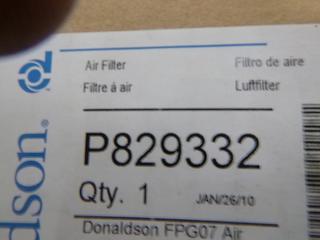 Air Filter Filtro de aire
Filtre à air Luftfilter
P829332
Qty. 1 JAN/26/10
Donaldson FPG07 Air
dson.